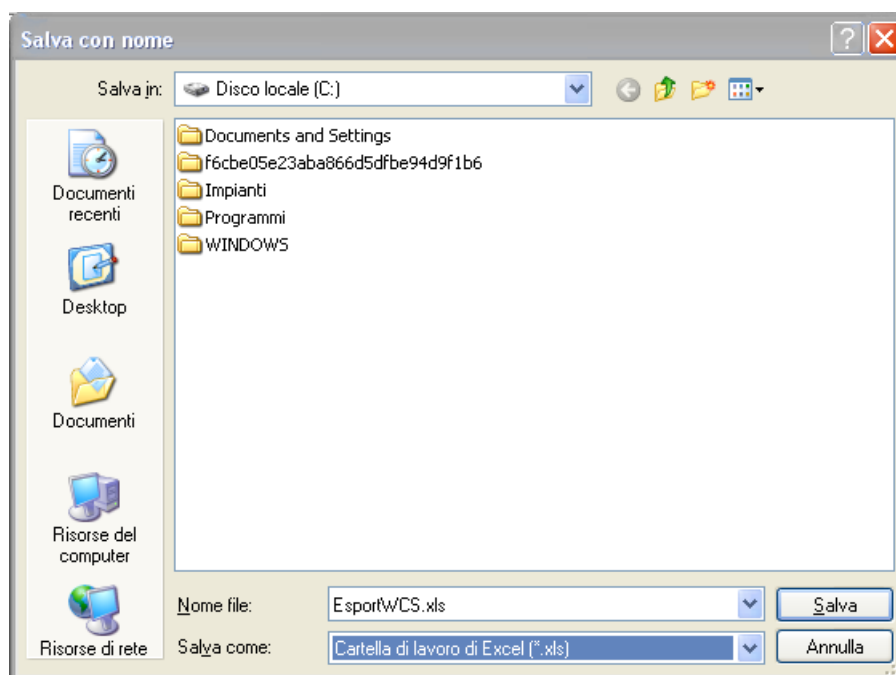 Salva con nome
Salva in: Disco locale (C:)
Documents and Settings
f6cbe05e23aba866d5dfbe94d9f1b6
Impianti
Programmi
WINDOWS
Documenti
recenti
Desktop
Documenti
Risorse del
computer
Risorse di rete
Nome file: EsportWCS.xls Salva
Salva come: Cartella di lavoro di Excel (*.xls) Annulla